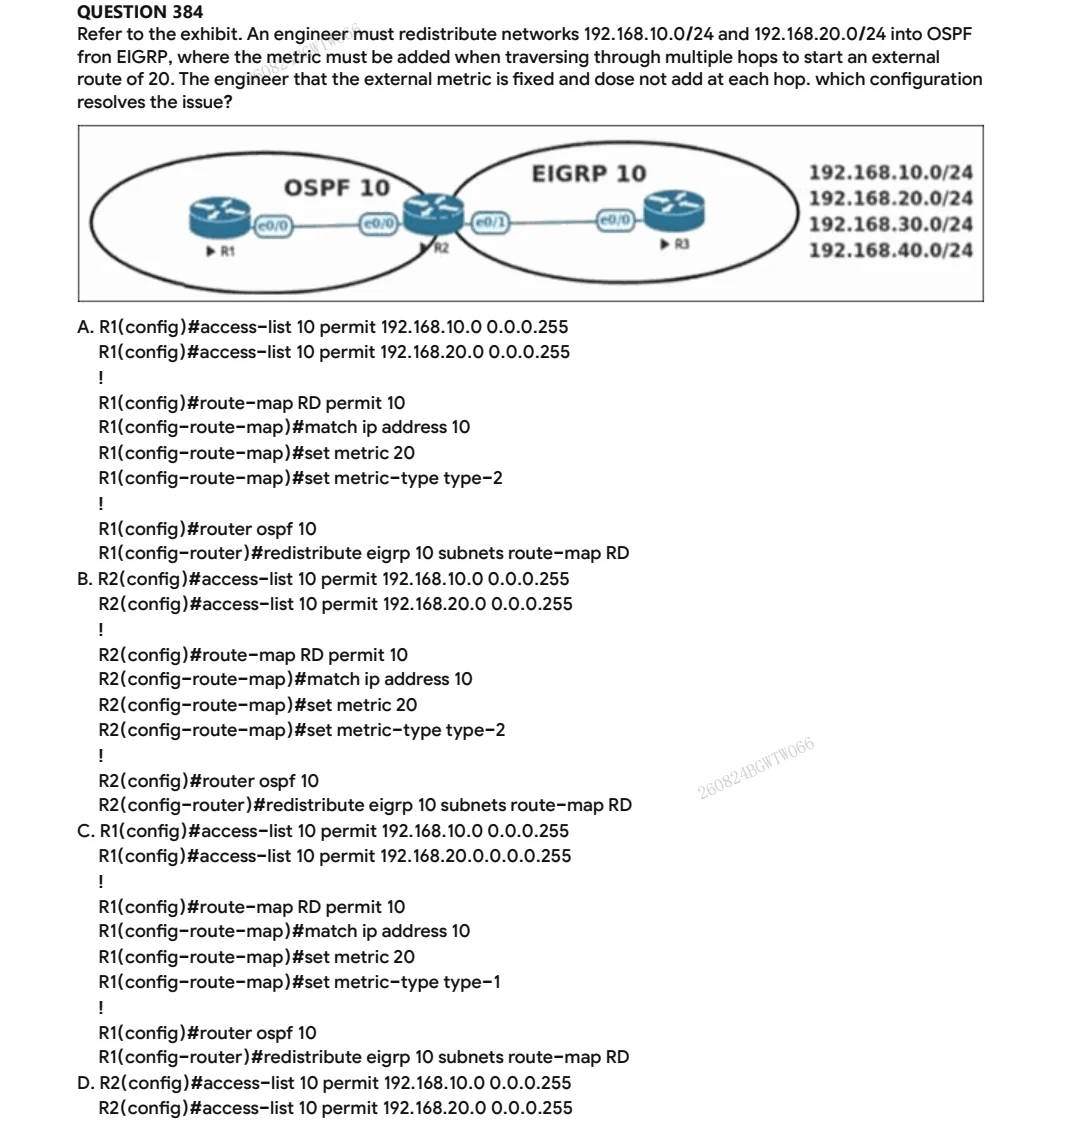 QUESTION 384
Refer to the exhibit. An engineer must redistribute networks 192.168.10.0/24 and 192.168.20.0/24 into OSPF
fron EIGRP, where the metric must be added when traversing through multiple hops to start an external
route of 20. The engineer that the external metric is fixed and dose not add at each hop. which configuration
resolves the issue?
OSPF 10
EIGRP 10
192.168.10.0/24
192.168.20.0/24
192.168.30.0/24
192.168.40.0/24
e0/0
e0/0
e0/1
e0/0
R1
R2
R3
A. R1(config)#access-list 10 permit 192.168.10.0 0.0.0.255
R1(config)#access-list 10 permit 192.168.20.0 0.0.0.255
!
R1(config)#route-map RD permit 10
R1(config-route-map)#match ip address 10
R1(config-route-map)#set metric 20
R1(config-route-map)#set metric-type type-2
!
R1(config)#router ospf 10
R1(config-router)#redistribute eigrp 10 subnets route-map RD
B. R2(config)#access-list 10 permit 192.168.10.0 0.0.0.255
R2(config)#access-list 10 permit 192.168.20.0 0.0.0.255
!
R2(config)#route-map RD permit 10
R2(config-route-map)#match ip address 10
R2(config-route-map)#set metric 20
R2(config-route-map)#set metric-type type-2
!
260824BGWTW066
R2(config)#router ospf 10
R2(config-router)#redistribute eigrp 10 subnets route-map RD
C. R1(config)#access-list 10 permit 192.168.10.0 0.0.0.255
R1(config)#access-list 10 permit 192.168.20.0.0.0.0.255
!
R1(config)#route-map RD permit 10
R1(config-route-map)#match ip address 10
R1(config-route-map)#set metric 20
R1(config-route-map)#set metric-type type-1
!
R1(config)#router ospf 10
R1(config-router)#redistribute eigrp 10 subnets route-map RD
D. R2(config)#access-list 10 permit 192.168.10.0 0.0.0.255
R2(config)#access-list 10 permit 192.168.20.0 0.0.0.255